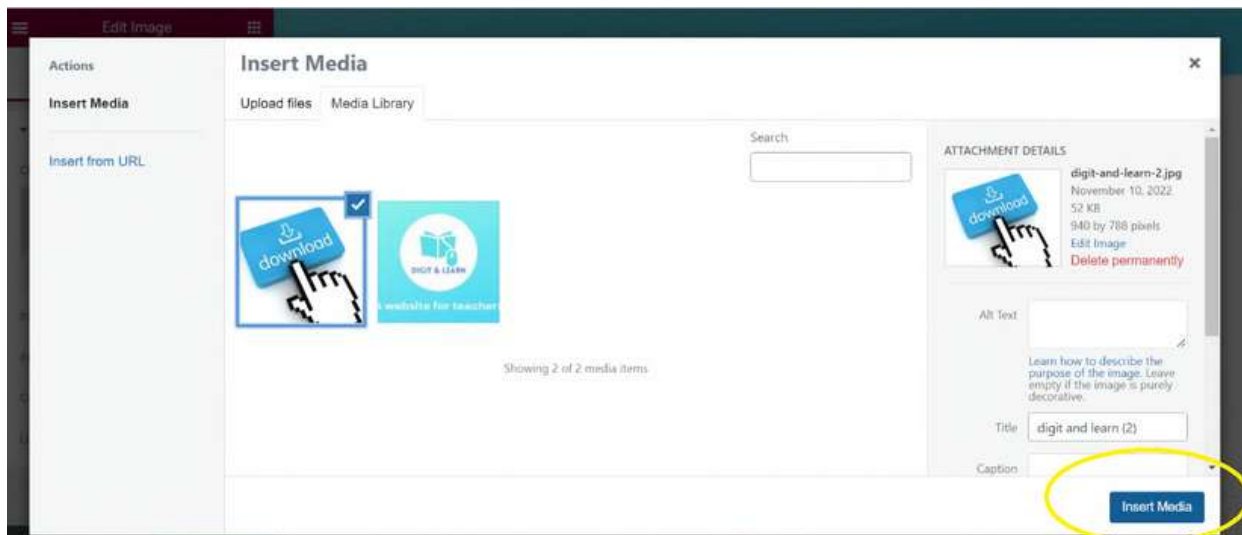 Edit Image
Actions
Insert Media
Insert from URL
Insert Media
Upload files
Media Library
Search
download
DIGIT & LEARN
a website for teacher
Showing 2 of 2 media items
ATTACHMENT DETAILS
download
digit-and-learn-2.jpg
November 10, 2022
52 KB
940 by 788 pixels
Edit Image
Delete permanently
Alt Text
Learn how to describe the
purpose of the image. Leave
empty if the image is purely
decorative.
Title
digit and learn (2)
Caption
Insert Media